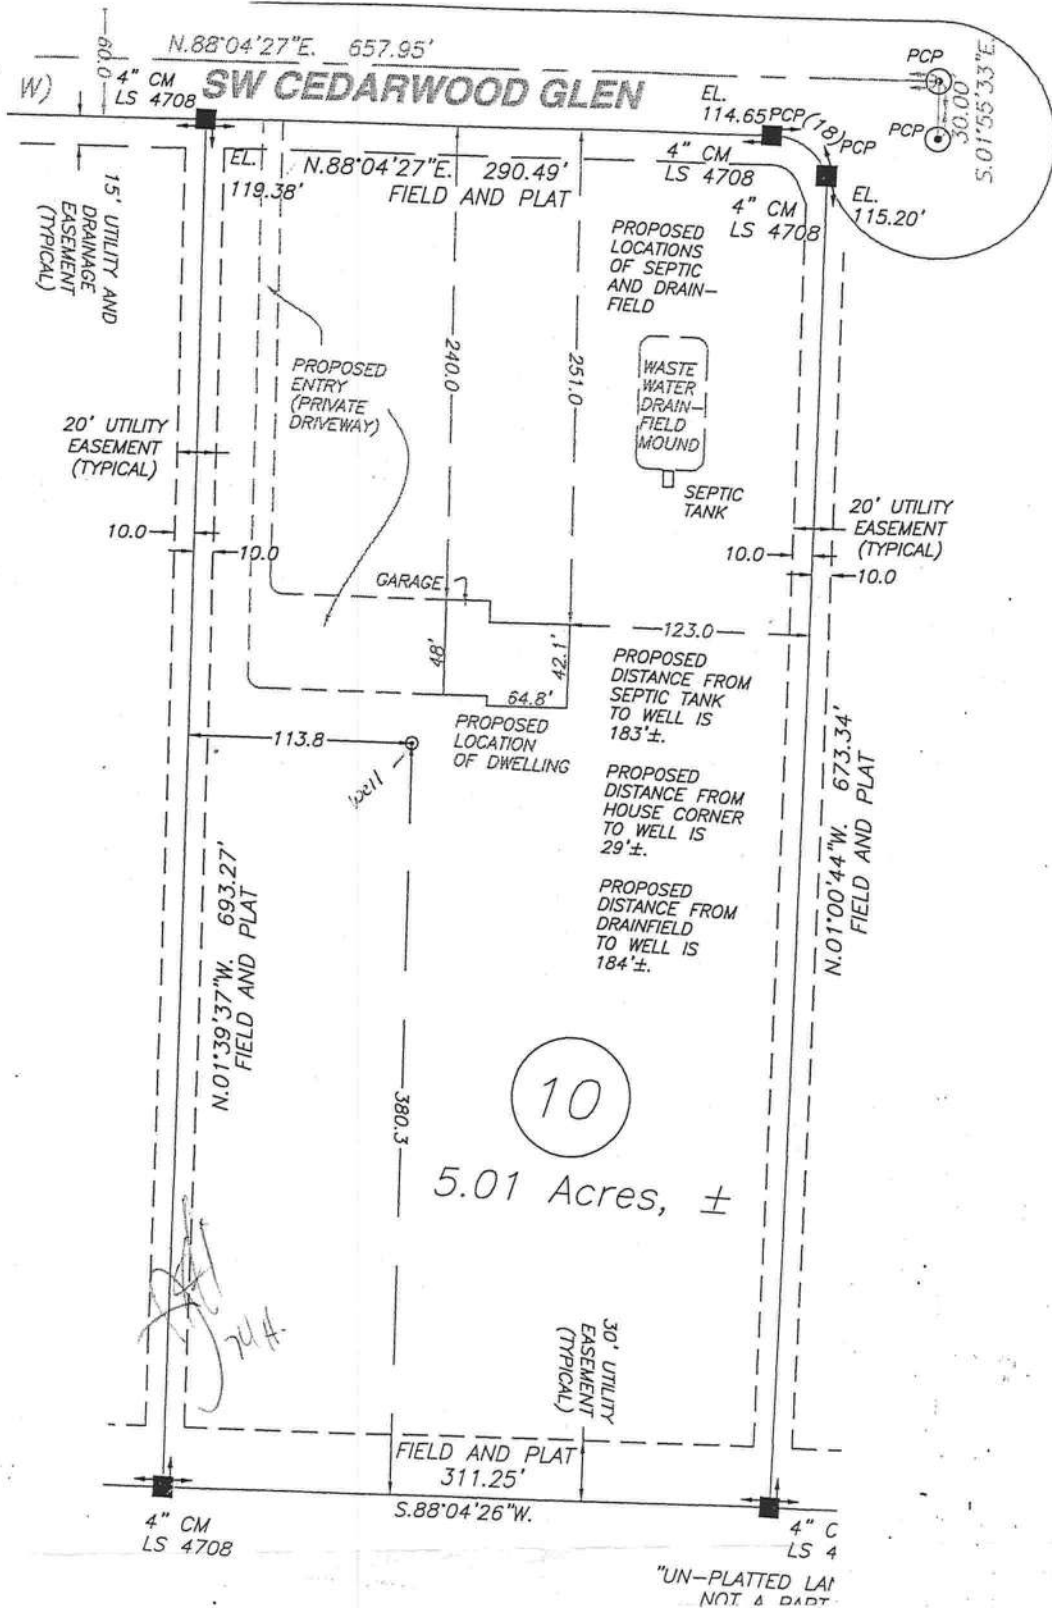 60.0
N.88°04'27"E. 657.95'
W)
4" CM
LS 4708
SW CEDARWOOD GLEN
PCP
S.01°55'33"E.
30.00'
PCP
EL.
114.65
PCP
(18)
PCP
EL.
119.38'
N.88°04'27"E. 290.49'
FIELD AND PLAT
4" CM
LS 4708
4" CM
LS 4708
EL.
115.20'
15' UTILITY AND
DRAINAGE
EASEMENT
(TYPICAL)
PROPOSED
LOCATIONS
OF SEPTIC
AND DRAIN-
FIELD
240.0
251.0
PROPOSED
ENTRY
(PRIVATE
DRIVEWAY)
WASTE
WATER
DRAIN-
FIELD
MOUND
SEPTIC
TANK
20' UTILITY
EASEMENT
(TYPICAL)
20' UTILITY
EASEMENT
(TYPICAL)
10.0
10.0
10.0
10.0
GARAGE
48'
42.1'
64.8'
123.0
PROPOSED
LOCATION
OF DWELLING
113.8
well
PROPOSED
DISTANCE FROM
SEPTIC TANK
TO WELL IS
183'±.
PROPOSED
DISTANCE FROM
HOUSE CORNER
TO WELL IS
29'±.
PROPOSED
DISTANCE FROM
DRAINFIELD
TO WELL IS
184'±.
N.01°39'37"W. 693.27'
FIELD AND PLAT
N.01°00'44"W. 673.34'
FIELD AND PLAT
380.3
10
5.01 Acres, ±
30' UTILITY
EASEMENT
(TYPICAL)
FIELD AND PLAT
311.25'
S.88°04'26"W.
4" CM
LS 4708
4" C
LS 4
"UN-PLATTED LAN
NOT A PART